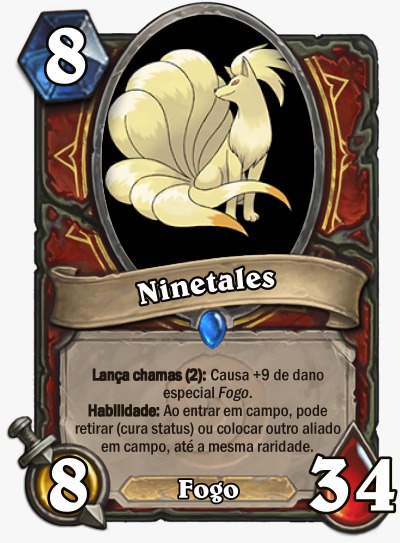 8
Ninetales
Lança chamas (2): Causa +9 de dano
especial Fogo.
Habilidade: Ao entrar em campo, pode
retirar (cura status) ou colocar outro aliado
em campo, até a mesma raridade.
8
Fogo
34